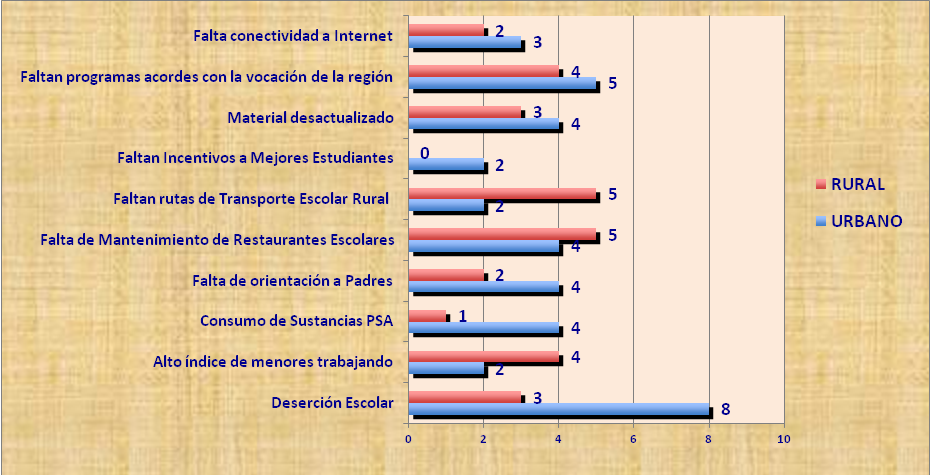 Falta conectividad a Internet
2
3
Faltan programas acordes con la vocación de la región
4
5
Material desactualizado
3
4
Faltan Incentivos a Mejores Estudiantes
0
2
Faltan rutas de Transporte Escolar Rural
5
2
Falta de Mantenimiento de Restaurantes Escolares
5
4
Falta de orientación a Padres
2
4
Consumo de Sustancias PSA
1
4
Alto índice de menores trabajando
4
2
Deserción Escolar
3
8
0 2 4 6 8 10
RURAL
URBANO